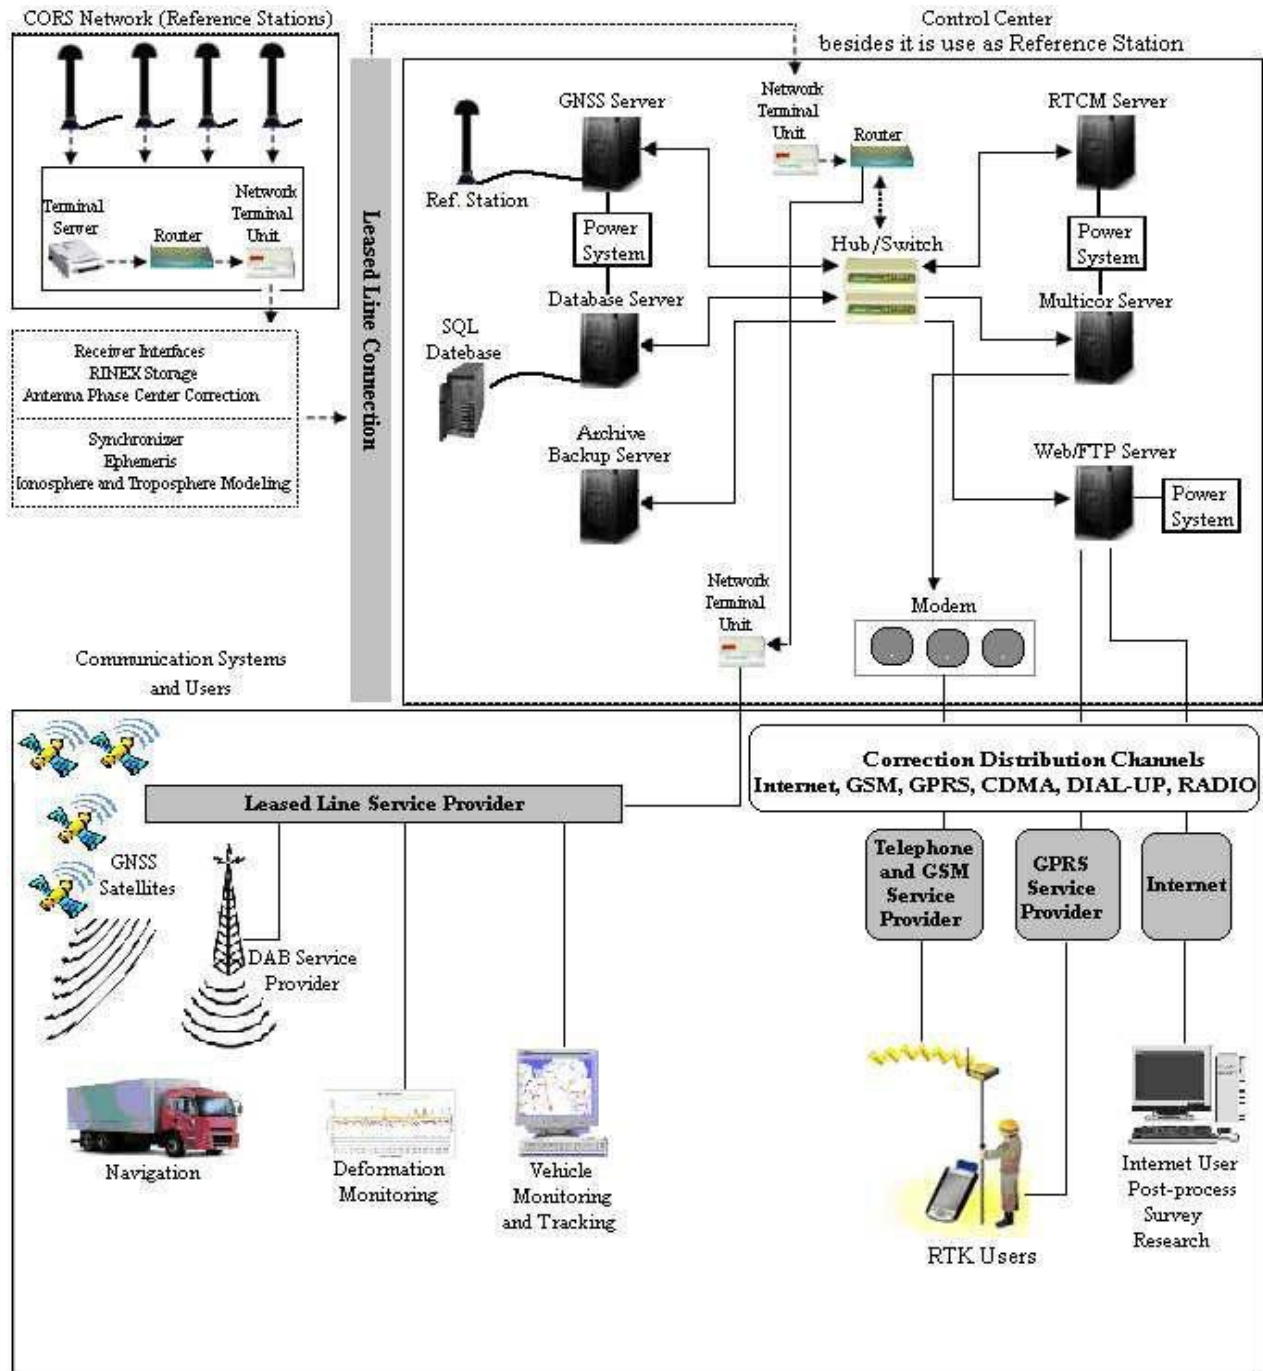 CORS Network (Reference Stations)
Network
Terminal
Unit
Terminal
Server
Router
Receiver Interfaces
RINEX Storage
Antenna Phase Center Correction
Synchronizer
Ephemeris
Ionosphere and Troposphere Modeling
Leased Line Connection
Control Center
besides it is use as Reference Station
GNSS Server
Network
Terminal
Unit
Router
RTCM Server
Ref. Station
Power
System
Hub/Switch
Power
System
Database Server
Multicor Server
SQL
Datebase
Archive
Backup Server
Web/FTP Server
Power
System
Network
Terminal
Unit
Modem
Communication Systems
and Users
Correction Distribution Channels
Internet, GSM, GPRS, CDMA, DIAL-UP, RADIO
Leased Line Service Provider
GNSS
Satellites
DAB Service
Provider
Telephone
and GSM
Service
Provider
GPRS
Service
Provider
Internet
Navigation
Deformation
Monitoring
Vehicle
Monitoring
and Tracking
RTK Users
Internet User
Post-process
Survey
Research